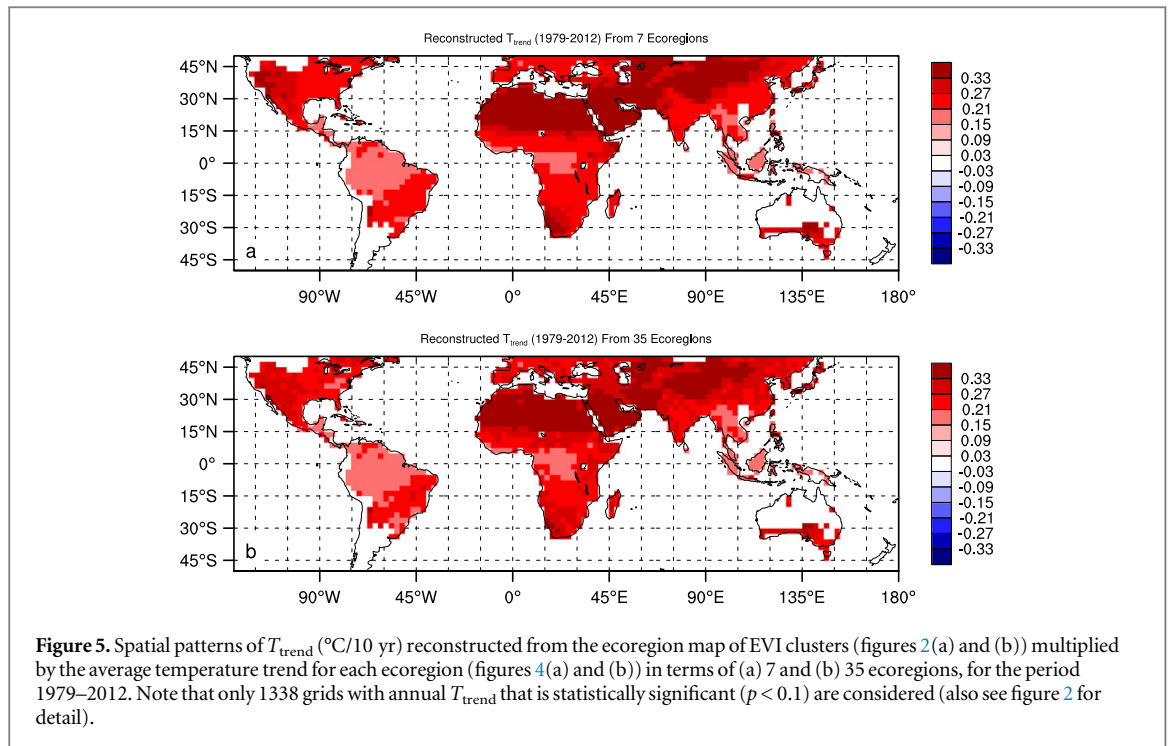 Reconstructed T_trend (1979-2012) From 7 Ecoregions
45°N
30°N
15°N
0°
15°S
30°S
45°S
a
90°W 45°W 0° 45°E 90°E 135°E 180°
0.33
0.27
0.21
0.15
0.09
0.03
-0.03
-0.09
-0.15
-0.21
-0.27
-0.33
Reconstructed T_trend (1979-2012) From 35 Ecoregions
45°N
30°N
15°N
0°
15°S
30°S
45°S
b
90°W 45°W 0° 45°E 90°E 135°E 180°
0.33
0.27
0.21
0.15
0.09
0.03
-0.03
-0.09
-0.15
-0.21
-0.27
-0.33
Figure 5. Spatial patterns of T_trend (°C/10 yr) reconstructed from the ecoregion map of EVI clusters (figures 2(a) and (b)) multiplied
by the average temperature trend for each ecoregion (figures 4(a) and (b)) in terms of (a) 7 and (b) 35 ecoregions, for the period
1979–2012. Note that only 1338 grids with annual T_trend that is statistically significant (p < 0.1) are considered (also see figure 2 for
detail).